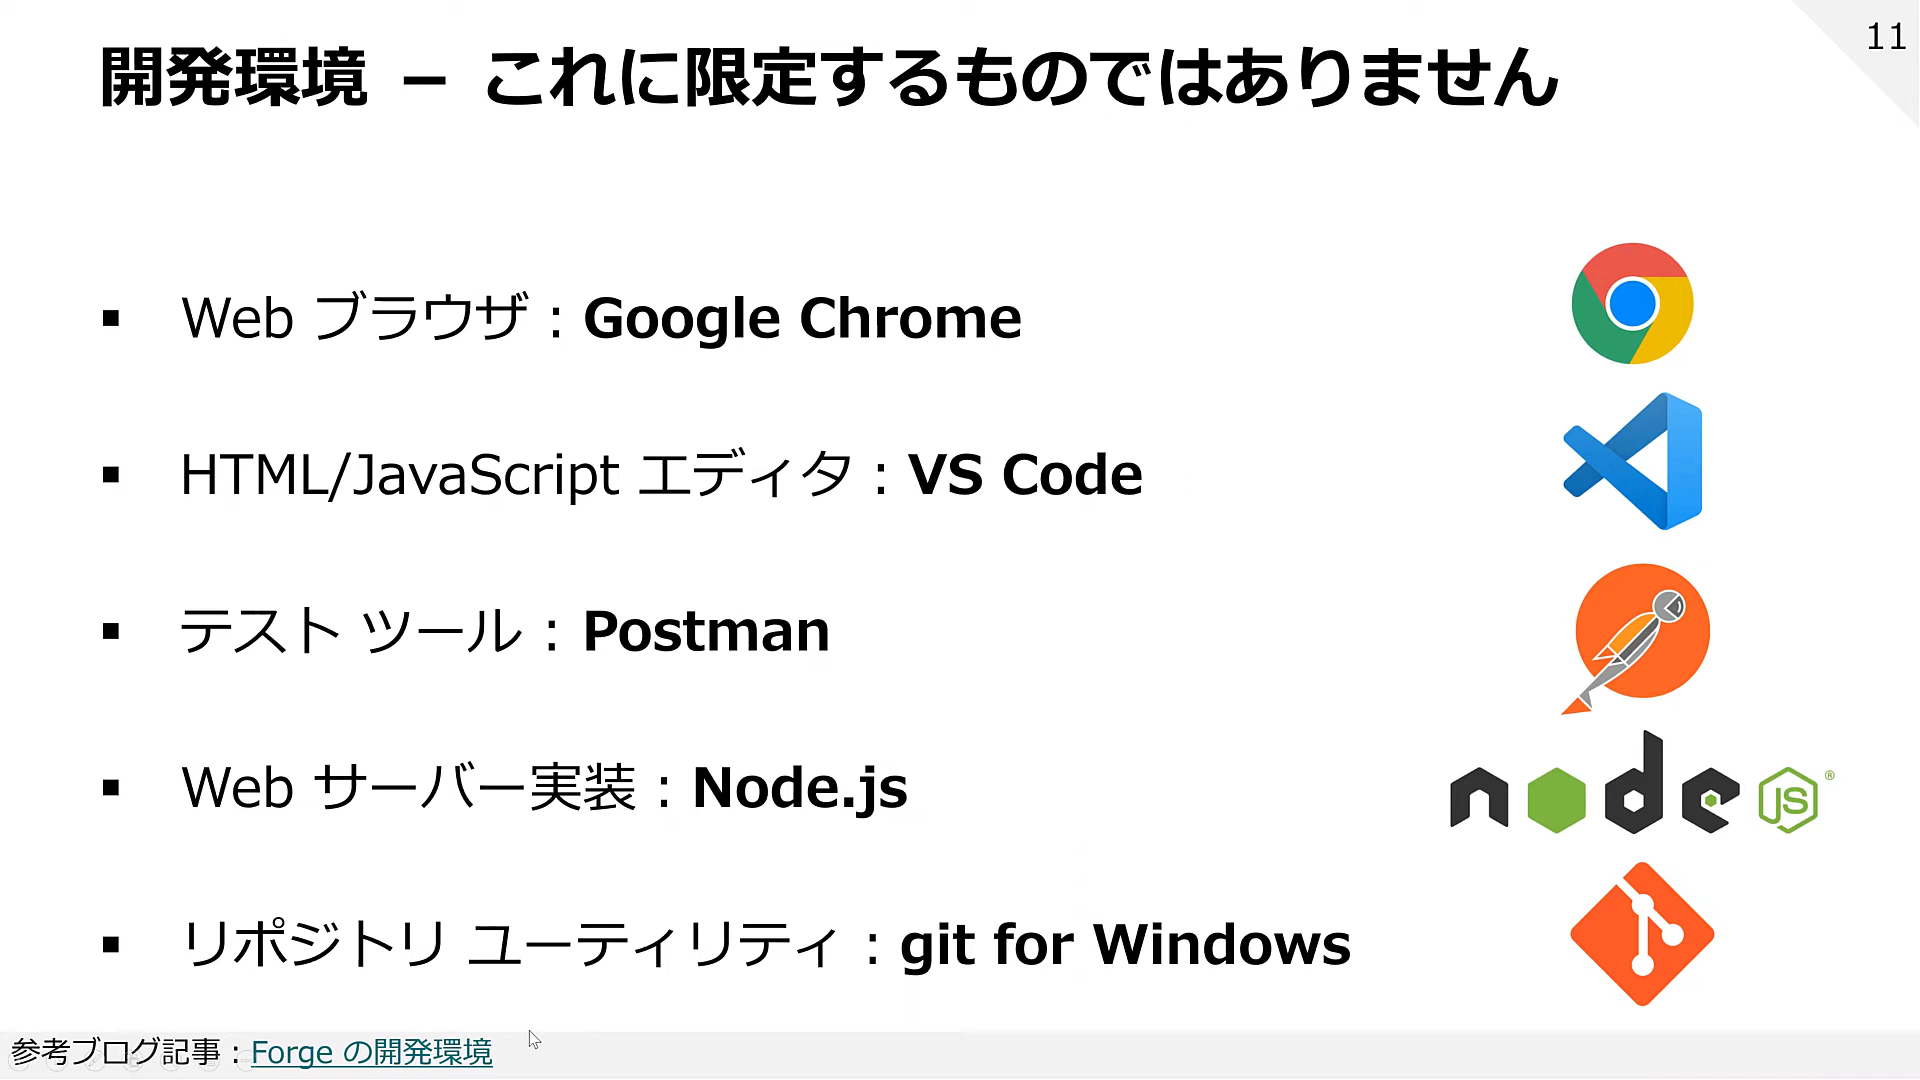 11
開発環境 – これに限定するものではありません
▪ Web ブラウザ：Google Chrome
▪ HTML/JavaScript エディタ：VS Code
▪ テスト ツール：Postman
▪ Web サーバー実装：Node.js
node JS ®
▪ リポジトリ ユーティリティ：git for Windows
参考ブログ記事：Forge の開発環境